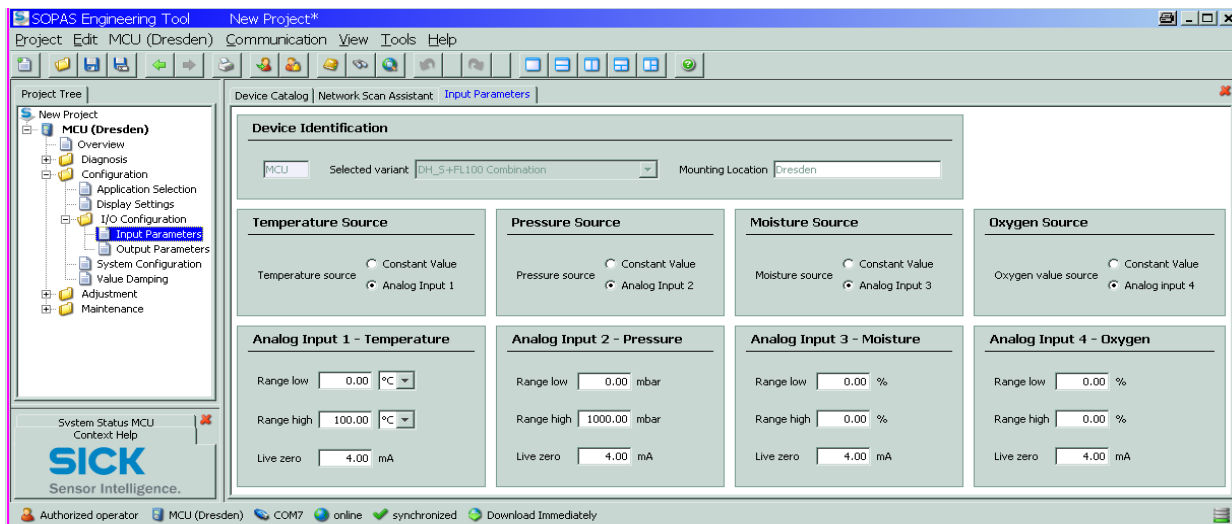 SOPAS Engineering Tool New Project*
Project Edit MCU (Dresden) Communication View Tools Help
Project Tree
New Project
MCU (Dresden)
Overview
Diagnosis
Configuration
Application Selection
Display Settings
I/O Configuration
Input Parameters
Output Parameters
System Configuration
Value Damping
Adjustment
Maintenance
System Status MCU
Context Help
SICK
Sensor Intelligence.
Device Catalog Network Scan Assistant Input Parameters
Device Identification
MCU Selected variant DH_S+FL100 Combination Mounting Location Dresden
Temperature Source Pressure Source Moisture Source Oxygen Source
Constant Value Constant Value Constant Value Constant Value
Temperature source Pressure source Moisture source Oxygen value source
Analog Input 1 Analog Input 2 Analog Input 3 Analog input 4
Analog Input 1 - Temperature Analog Input 2 - Pressure Analog Input 3 - Moisture Analog Input 4 - Oxygen
Range low 0.00 °C Range low 0.00 mbar Range low 0.00 % Range low 0.00 %
Range high 100.00 °C Range high 1000.00 mbar Range high 0.00 % Range high 0.00 %
Live zero 4.00 mA Live zero 4.00 mA Live zero 4.00 mA Live zero 4.00 mA
Authorized operator MCU (Dresden) COM7 online synchronized Download Immediately